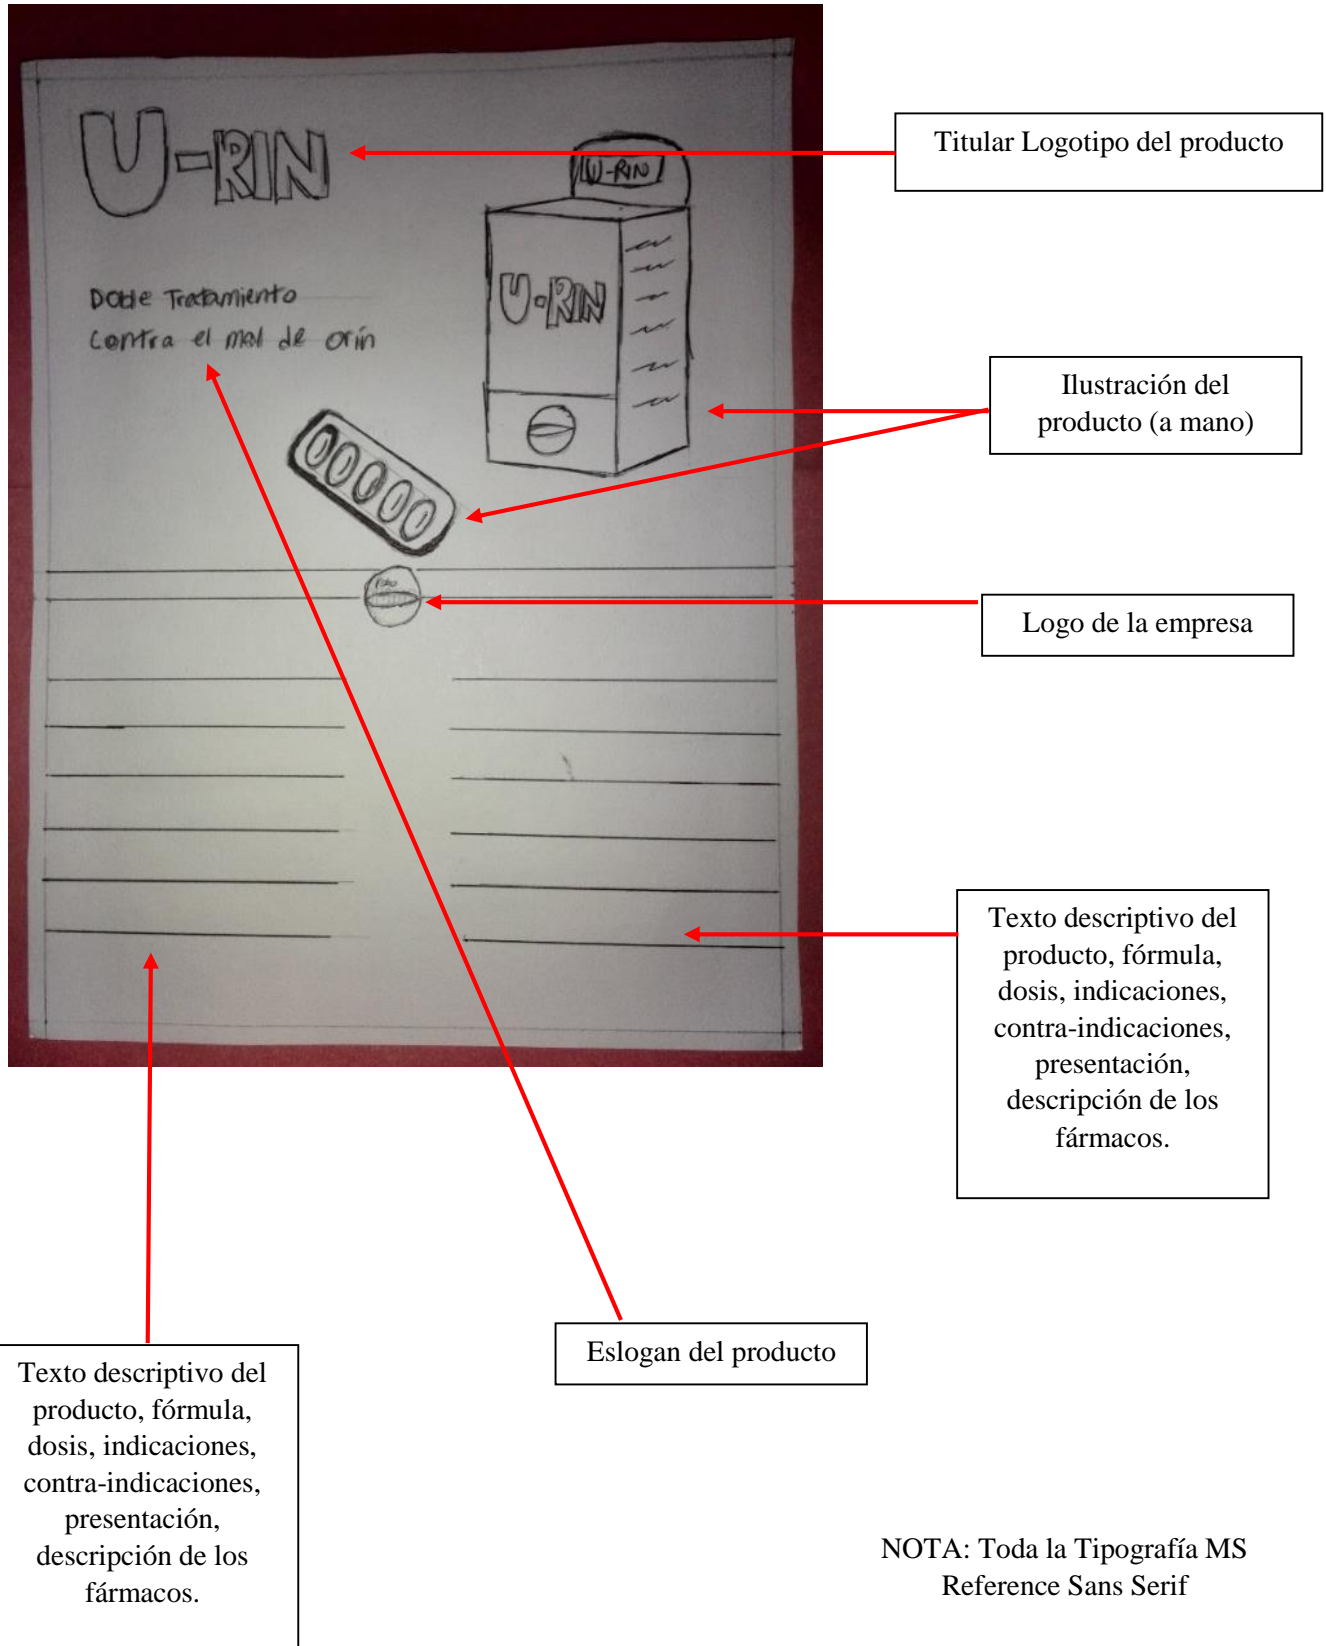 U-RIN
Titular Logotipo del producto
U-RIN
Doble Tratamiento
Contra el mal de orín
U-RIN
Ilustración del
producto (a mano)
Logo de la empresa
Texto descriptivo del
producto, fórmula,
dosis, indicaciones,
contra-indicaciones,
presentación,
descripción de los
fármacos.
Eslogan del producto
Texto descriptivo del
producto, fórmula,
dosis, indicaciones,
contra-indicaciones,
presentación,
descripción de los
fármacos.
NOTA: Toda la Tipografía MS
Reference Sans Serif